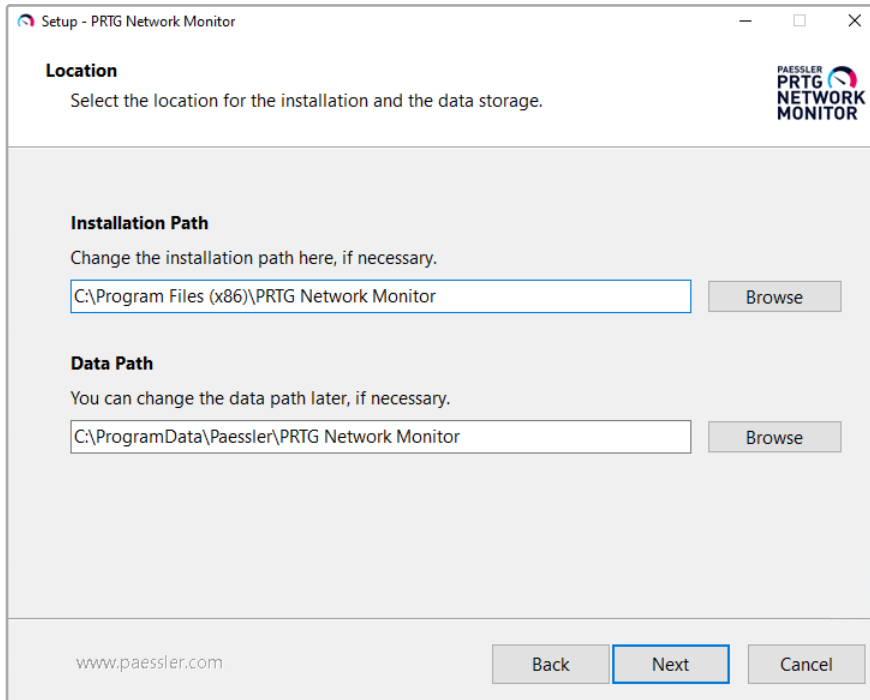 Setup - PRTG Network Monitor
Location
Select the location for the installation and the data storage.
PAESSLER
PRTG
NETWORK
MONITOR
Installation Path
Change the installation path here, if necessary.
C:\Program Files (x86)\PRTG Network Monitor
Browse
Data Path
You can change the data path later, if necessary.
C:\ProgramData\Paessler\PRTG Network Monitor
Browse
www.paessler.com
Back
Next
Cancel